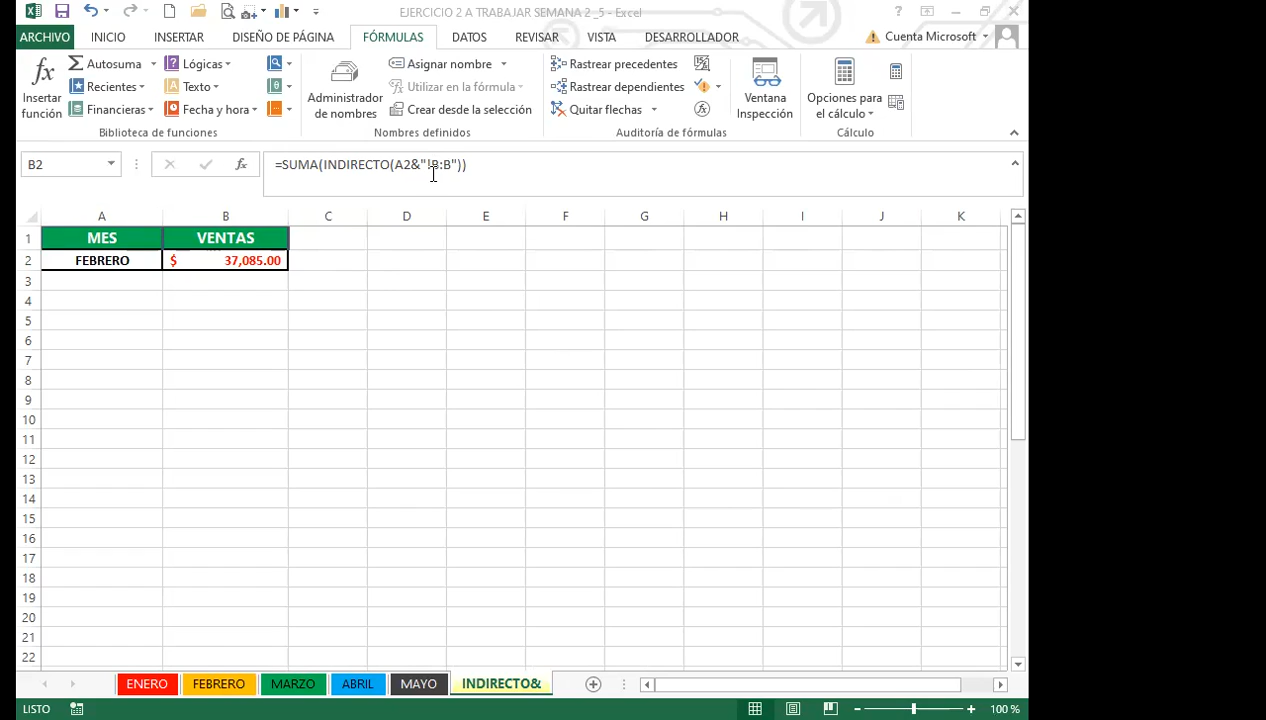 EJERCICIO 2 A TRABAJAR SEMANA 2 _5 - Excel
ARCHIVO INICIO INSERTAR DISEÑO DE PÁGINA FÓRMULAS DATOS REVISAR VISTA DESARROLLADOR Cuenta Microsoft
Insertar función
Autosuma
Recientes
Financieras
Lógicas
Texto
Fecha y hora
Biblioteca de funciones
Administrador de nombres
Asignar nombre
Utilizar en la fórmula
Crear desde la selección
Nombres definidos
Rastrear precedentes
Rastrear dependientes
Quitar flechas
Auditoría de fórmulas
Ventana Inspección
Opciones para el cálculo
Cálculo
B2 fx =SUMA(INDIRECTO(A2&"!B:B"))
A B C D E F G H I J K
1 MES VENTAS
2 FEBRERO $ 37,085.00
3
4
5
6
7
8
9
10
11
12
13
14
15
16
17
18
19
20
21
22
ENERO FEBRERO MARZO ABRIL MAYO INDIRECTO&
LISTO 100 %